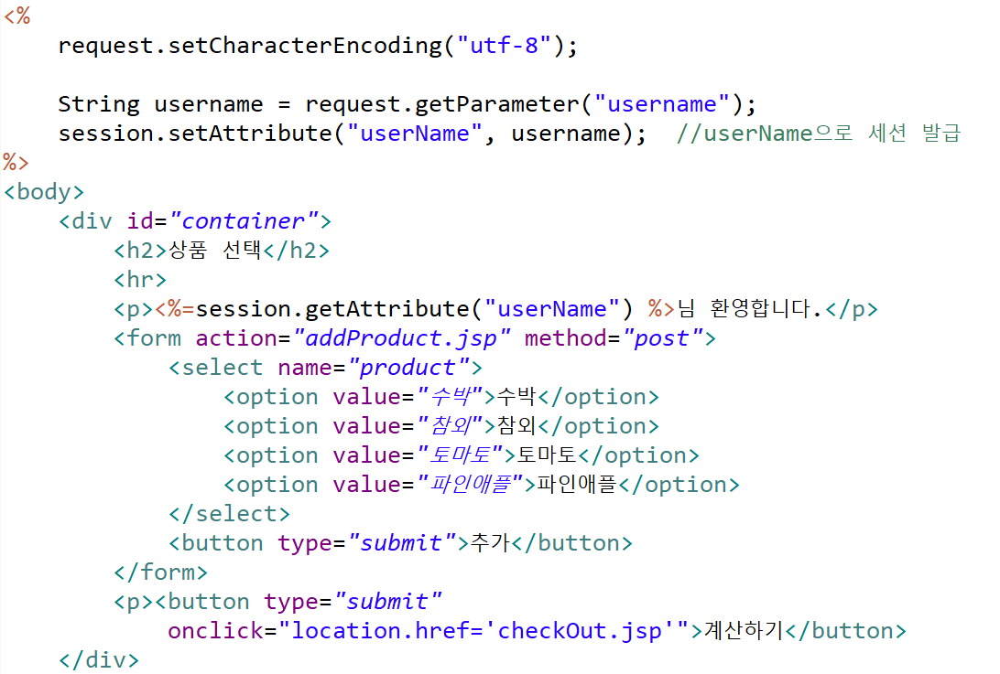 <%
    request.setCharacterEncoding("utf-8");

    String username = request.getParameter("username");
    session.setAttribute("userName", username);  //userName으로 세션 발급
%>
<body>
    <div id="container">
        <h2>상품 선택</h2>
        <hr>
        <p><%=session.getAttribute("userName") %>님 환영합니다.</p>
        <form action="addProduct.jsp" method="post">
            <select name="product">
                <option value="수박">수박</option>
                <option value="참외">참외</option>
                <option value="토마토">토마토</option>
                <option value="파인애플">파인애플</option>
            </select>
            <button type="submit">추가</button>
        </form>
        <p><button type="submit"
            onclick="location.href='checkOut.jsp'">계산하기</button>
    </div>